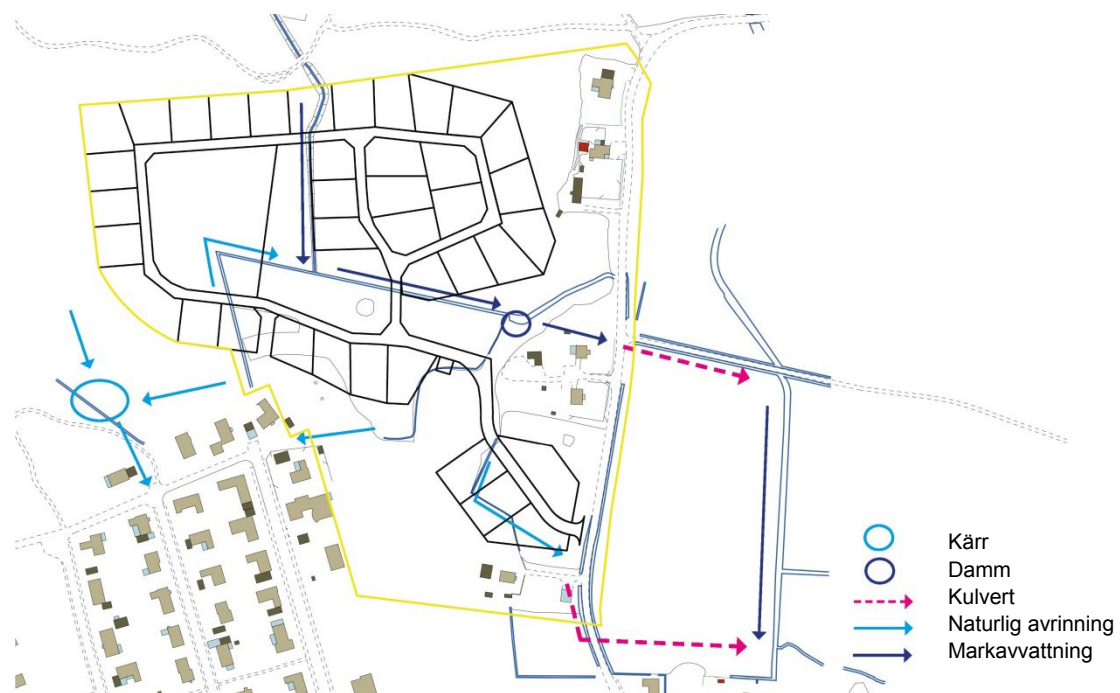 Kärr
Damm
Kulvert
Naturlig avrinning
Markavvattning